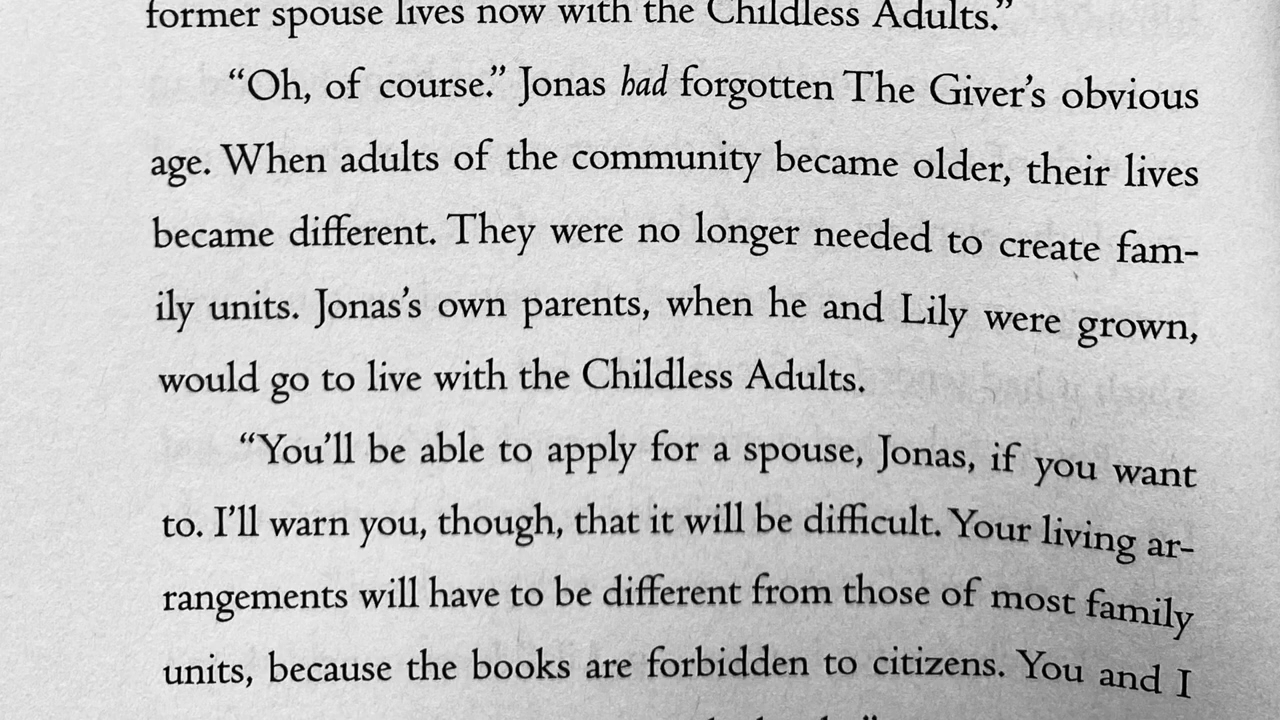 former spouse lives now with the Childless Adults.”
“Oh, of course.” Jonas had forgotten The Giver’s obvious
age. When adults of the community became older, their lives
became different. They were no longer needed to create fam-
ily units. Jonas’s own parents, when he and Lily were grown,
would go to live with the Childless Adults.
“You’ll be able to apply for a spouse, Jonas, if you want
to. I’ll warn you, though, that it will be difficult. Your living ar-
rangements will have to be different from those of most family
units, because the books are forbidden to citizens. You and I